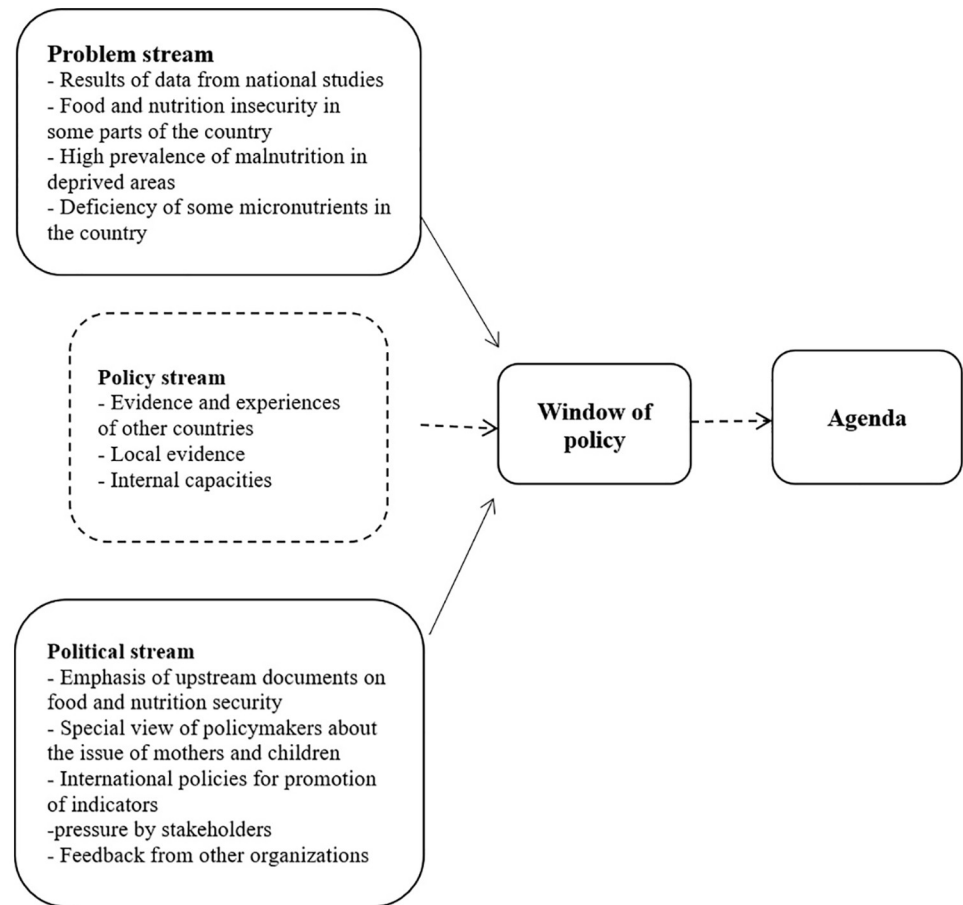 Problem stream
- Results of data from national studies
- Food and nutrition insecurity in
some parts of the country
- High prevalence of malnutrition in
deprived areas
- Deficiency of some micronutrients in
the country
Policy stream
- Evidence and experiences
of other countries
- Local evidence
- Internal capacities
Window of
policy
Agenda
Political stream
- Emphasis of upstream documents on
food and nutrition security
- Special view of policymakers about
the issue of mothers and children
- International policies for promotion
of indicators
-pressure by stakeholders
- Feedback from other organizations